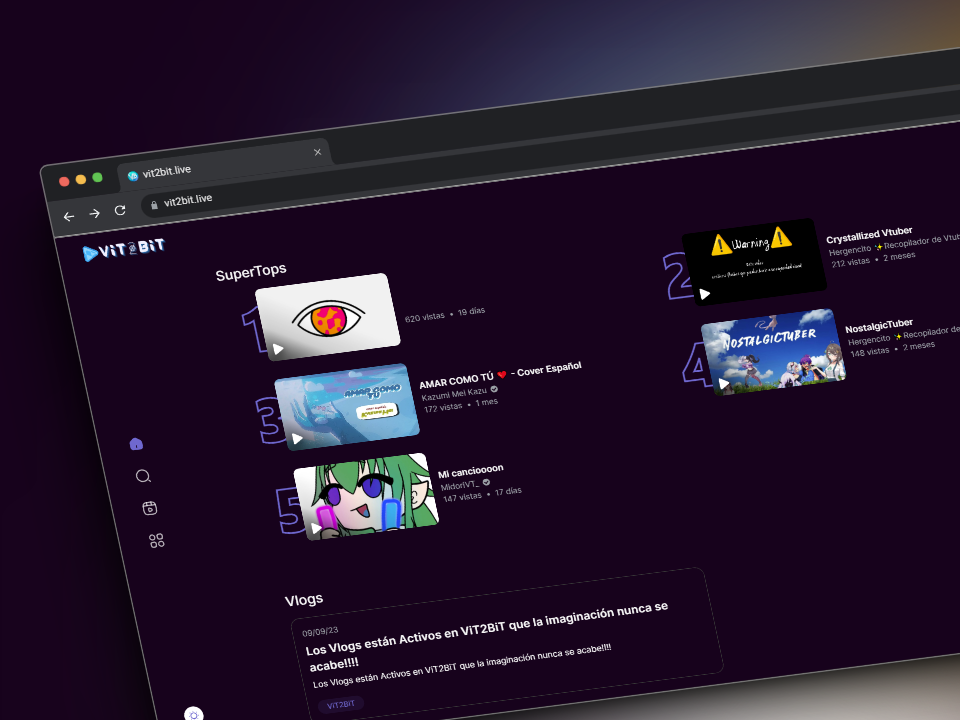 vit2bit.live
vit2bit.live
ViT2BiT
SuperTops
1
620 vistas • 19 días
2
Warning
Crystallized Vtuber
Hergencito ✨Recopilador de Vtub
212 vistas • 2 meses
3
AMAR COMO
TÚ
AMAR COMO TÚ ❤️ - Cover Español
Kazumi Mel Kazu
172 vistas • 1 mes
4
NOSTALGICTUBER
NostalgicTuber
Hergencito ✨Recopilador de
148 vistas • 2 meses
5
Mi cancioooon
MidoriVT_
147 vistas • 17 días
Vlogs
09/09/23
Los Vlogs están Activos en ViT2BiT que la imaginación nunca se
acabe!!!!
Los Vlogs están Activos en ViT2BiT que la imaginación nunca se acabe!!!!
ViT2BiT